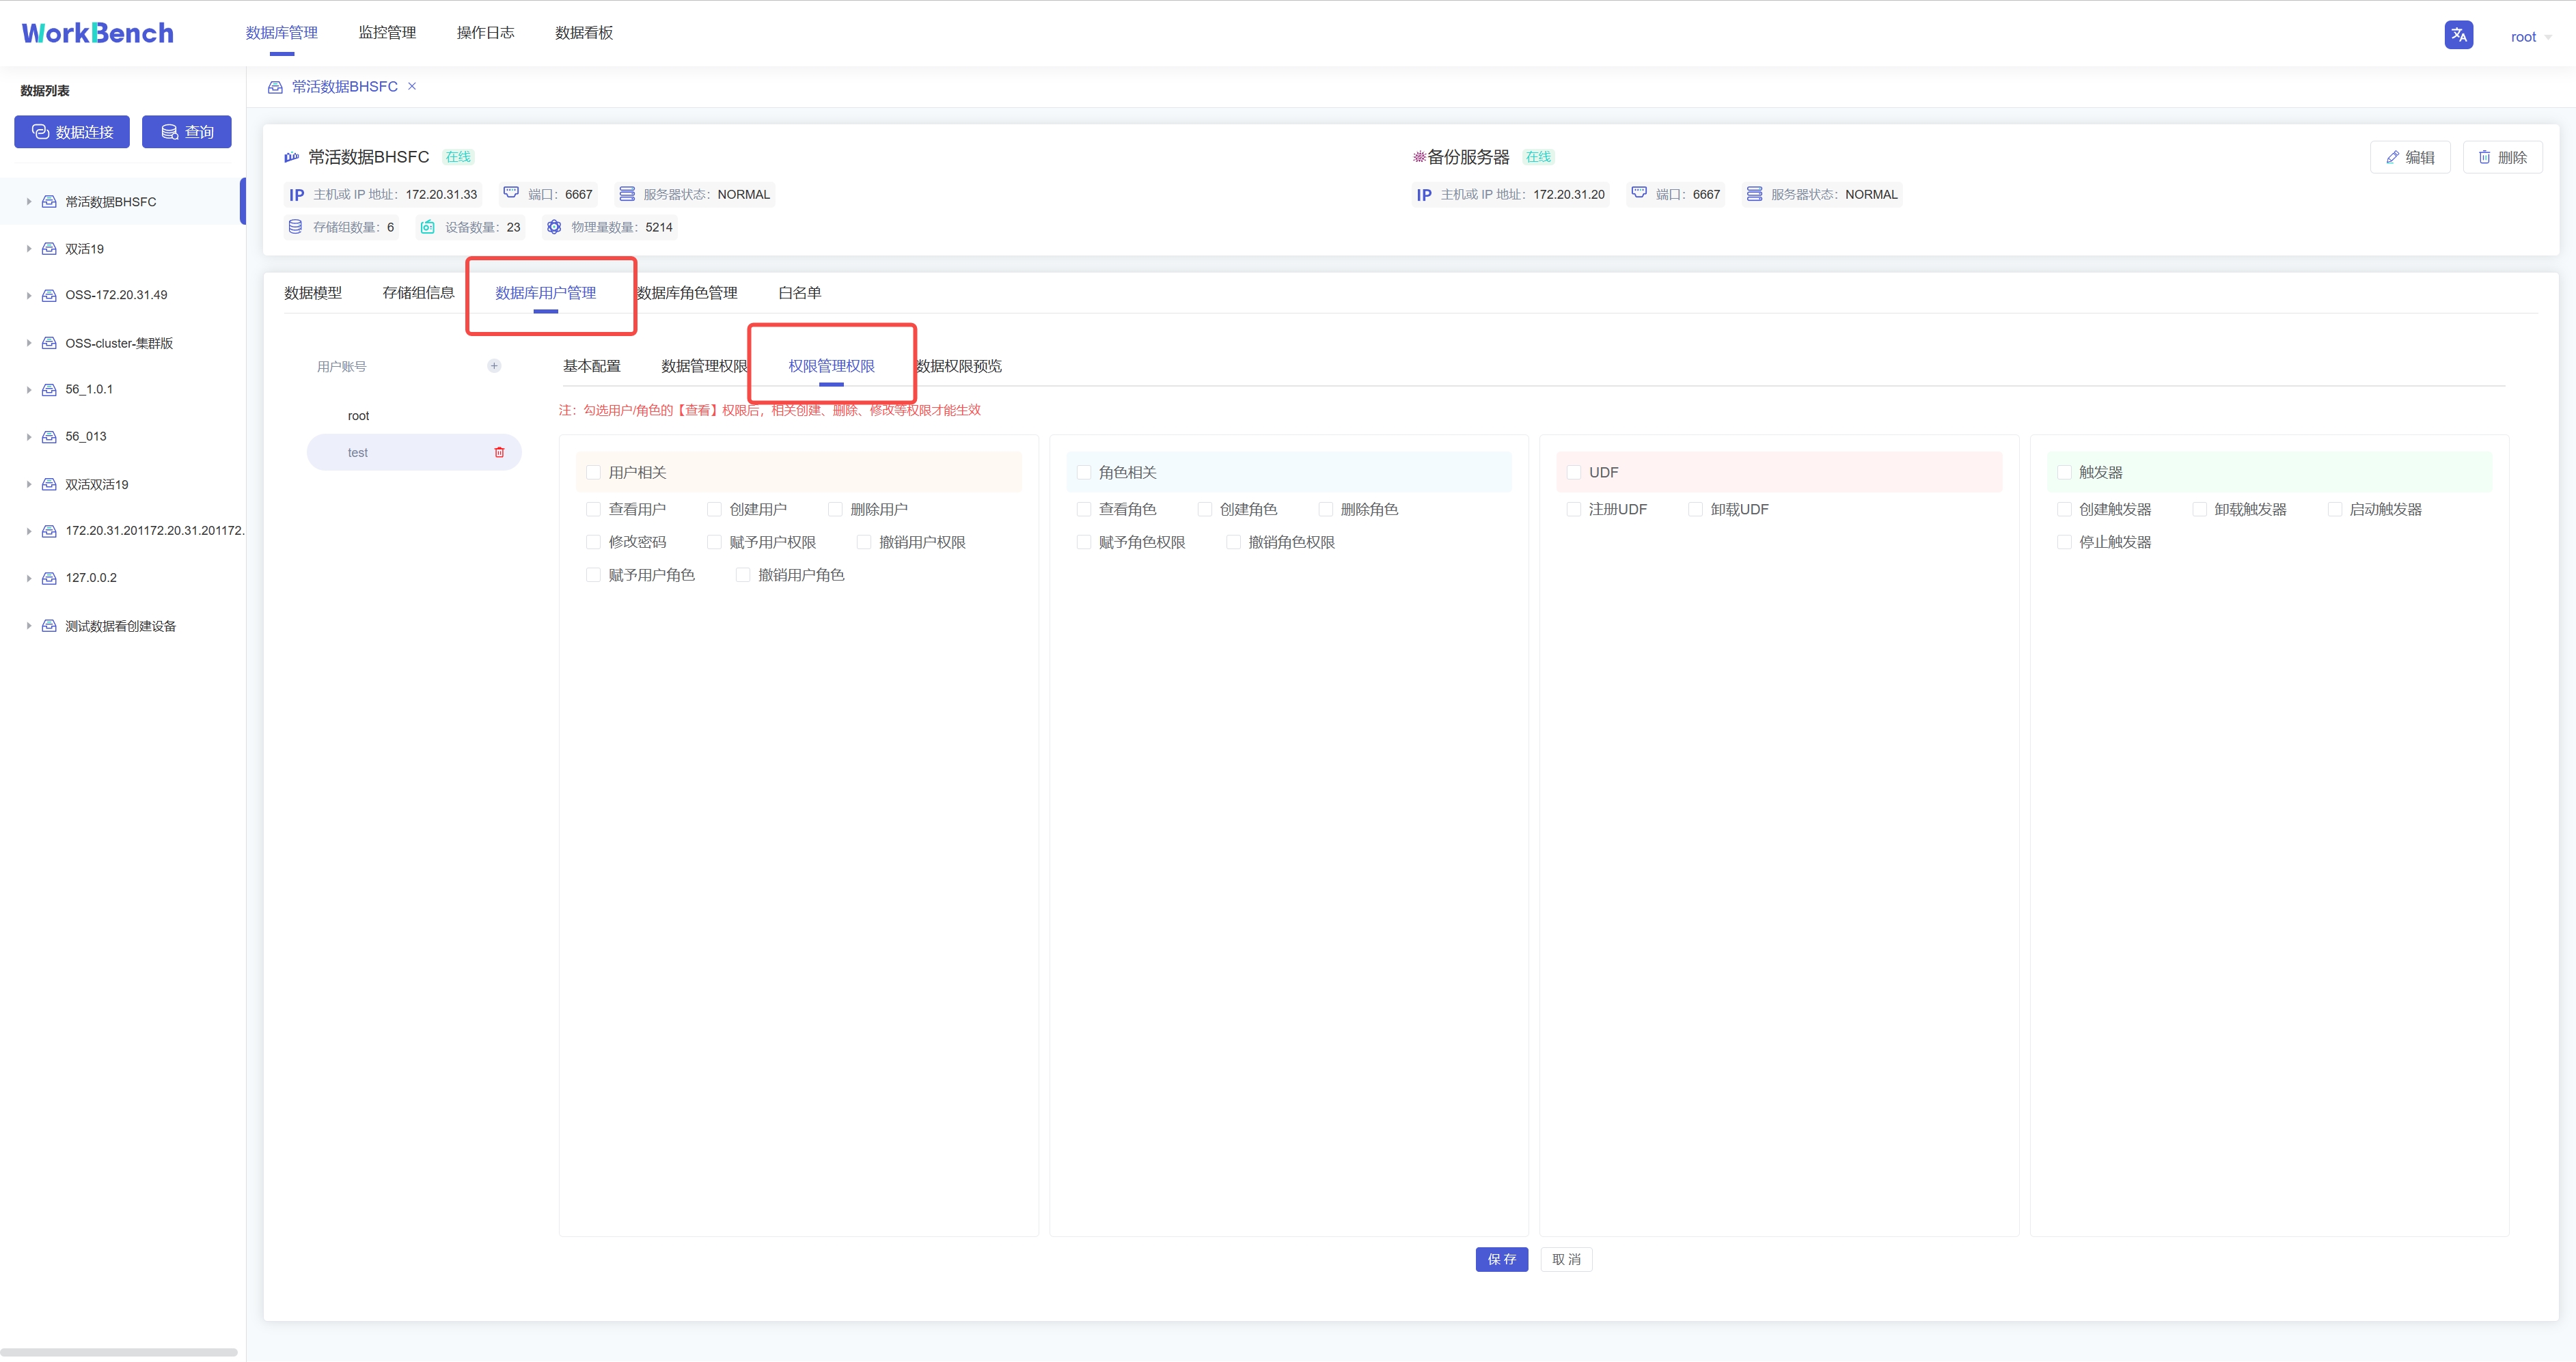 WorkBench
数据库管理 监控管理 操作日志 数据看板
root
数据列表
数据连接 查询
常活数据BHSFC
双活19
OSS-172.20.31.49
OSS-cluster-集群版
56_1.0.1
56_013
双活双活19
172.20.31.201172.20.31.201172.
127.0.0.2
测试数据看创建设备
常活数据BHSFC ×
常活数据BHSFC 在线
IP 主机或 IP 地址：172.20.31.33 端口：6667 服务器状态：NORMAL
存储组数量：6 设备数量：23 物理量数量：5214
备份服务器 在线
IP 主机或 IP 地址：172.20.31.20 端口：6667 服务器状态：NORMAL
编辑 删除
数据模型 存储组信息 数据库用户管理 数据库角色管理 白名单
用户账号
root
test
基本配置 数据管理权限 权限管理权限 数据权限预览
注：勾选用户/角色的【查看】权限后，相关创建、删除、修改等权限才能生效
用户相关
查看用户 创建用户 删除用户
修改密码 赋予用户权限 撤销用户权限
赋予用户角色 撤销用户角色
角色相关
查看角色 创建角色 删除角色
赋予角色权限 撤销角色权限
UDF
注册UDF 卸载UDF
触发器
创建触发器 卸载触发器 启动触发器
停止触发器
保存 取消